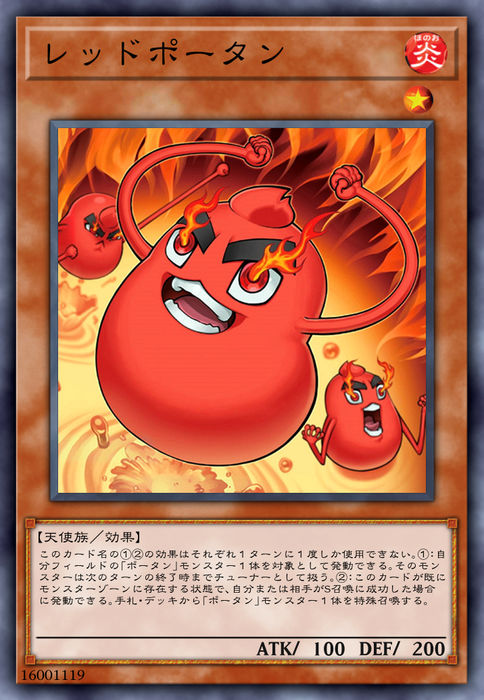 レッドポータン
ほのお
炎
【天使族／効果】
このカード名の①②の効果はそれぞれ１ターンに１度しか使用できない。①：自
分フィールドの「ポータン」モンスター１体を対象として発動できる。そのモン
スターは次のターンの終了時までチューナーとして扱う。②：このカードが既に
モンスターゾーンに存在する状態で、自分または相手がS召喚に成功した場合
に発動できる。手札・デッキから「ポータン」モンスター１体を特殊召喚する。
ATK/ 100 DEF/ 200
16001119